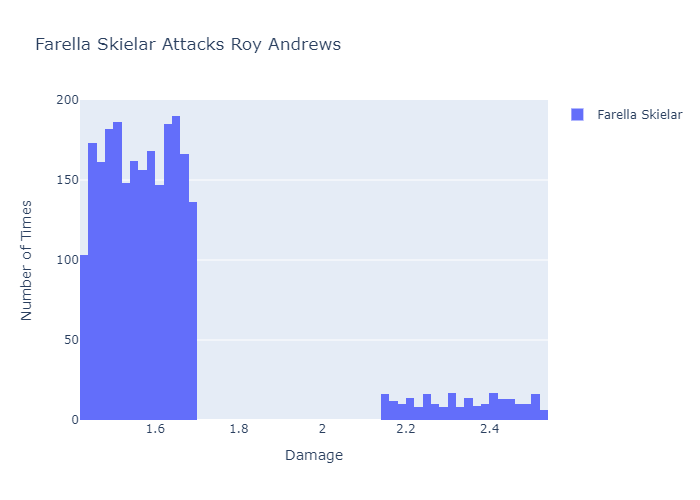 Farella Skielar Attacks Roy Andrews
200
150
100
50
0
Number of Times
1.6
1.8
2
2.2
2.4
Damage
Farella Skielar